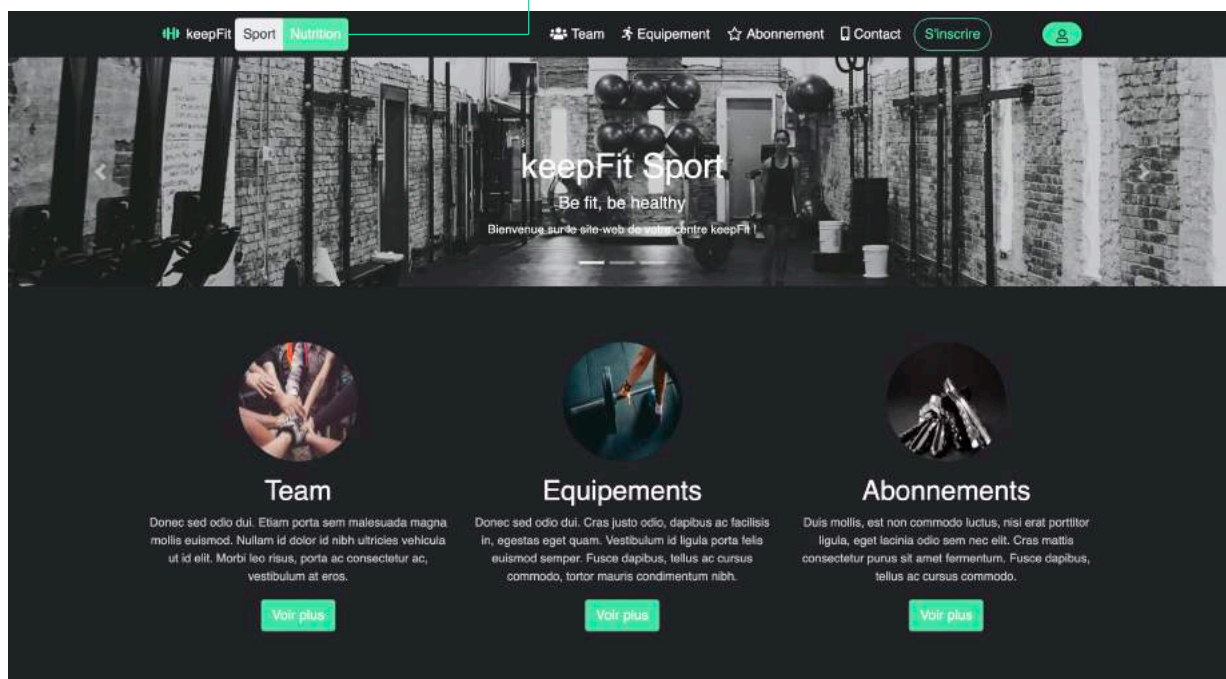 keepFit Sport Nutrition Team Equipement Abonnement Contact S'inscrire
keepFit Sport
Be fit, be healthy
Bienvenue sur le site web de votre centre keepFit !
Team
Donec sed odio dui. Etiam porta sem malesuada magna
mollis euismod. Nullam id dolor id nibh ultricies vehicula
ut id elit. Morbi leo risus, porta ac consectetur ac,
vestibulum at eros.
Voir plus
Equipements
Donec sed odio dui. Cras justo odio, dapibus ac facilisis
in, egestas eget quam. Vestibulum id ligula porta felis
euismod semper. Fusce dapibus, tellus ac cursus
commodo, tortor mauris condimentum nibh.
Voir plus
Abonnements
Duis mollis, est non commodo luctus, nisi erat porttitor
ligula, eget lacinia odio sem nec elit. Cras mattis
consectetur purus sit amet fermentum. Fusce dapibus,
tellus ac cursus commodo.
Voir plus